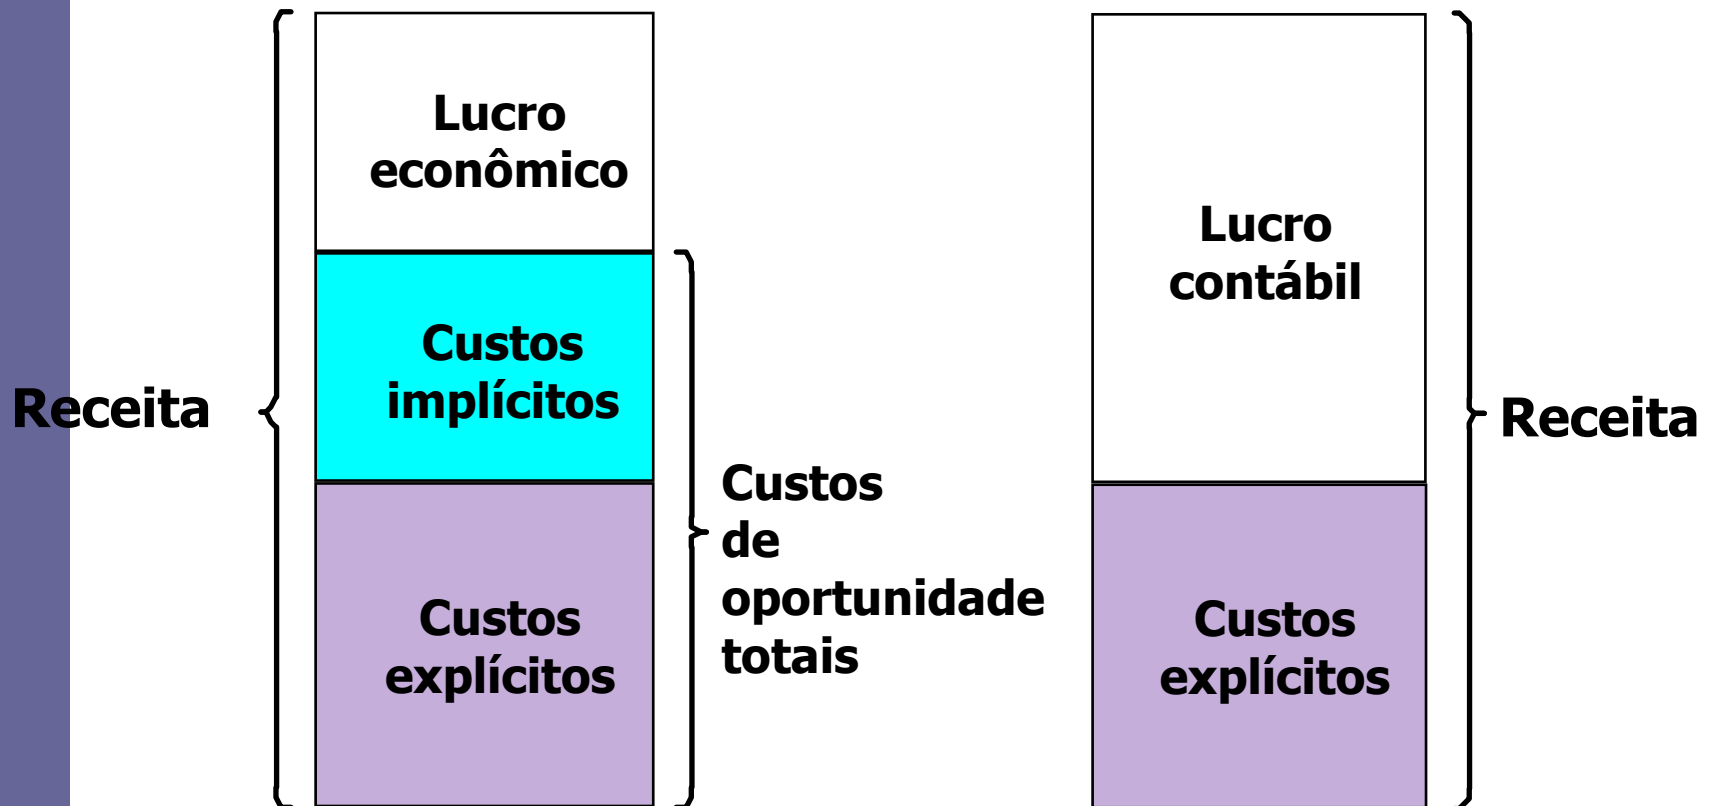 Receita
Lucro
econômico
Custos
implícitos
Custos
explícitos
Custos
de
oportunidade
totais
Lucro
contábil
Custos
explícitos
Receita